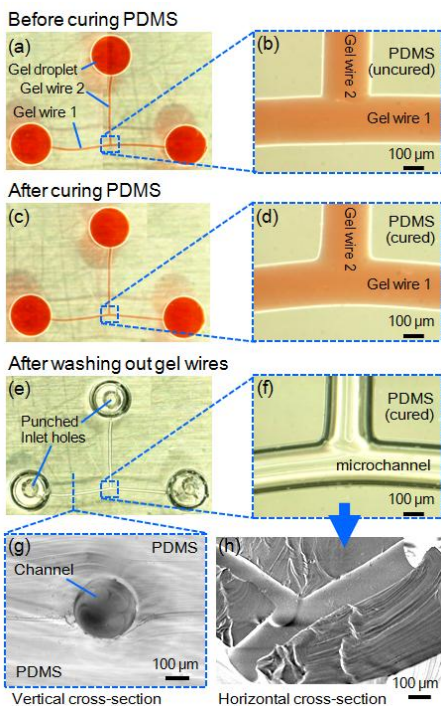 Before curing PDMS
(a)
Gel droplet
Gel wire 2
Gel wire 1
(b)
Gel wire 2
PDMS
(uncured)
Gel wire 1
100 µm
After curing PDMS
(c)
(d)
Gel wire 2
PDMS
(cured)
Gel wire 1
100 µm
After washing out gel wires
(e)
Punched
Inlet holes
(f)
PDMS
(cured)
microchannel
100 µm
(g)
PDMS
Channel
PDMS
100 µm
Vertical cross-section
(h)
100 µm
Horizontal cross-section